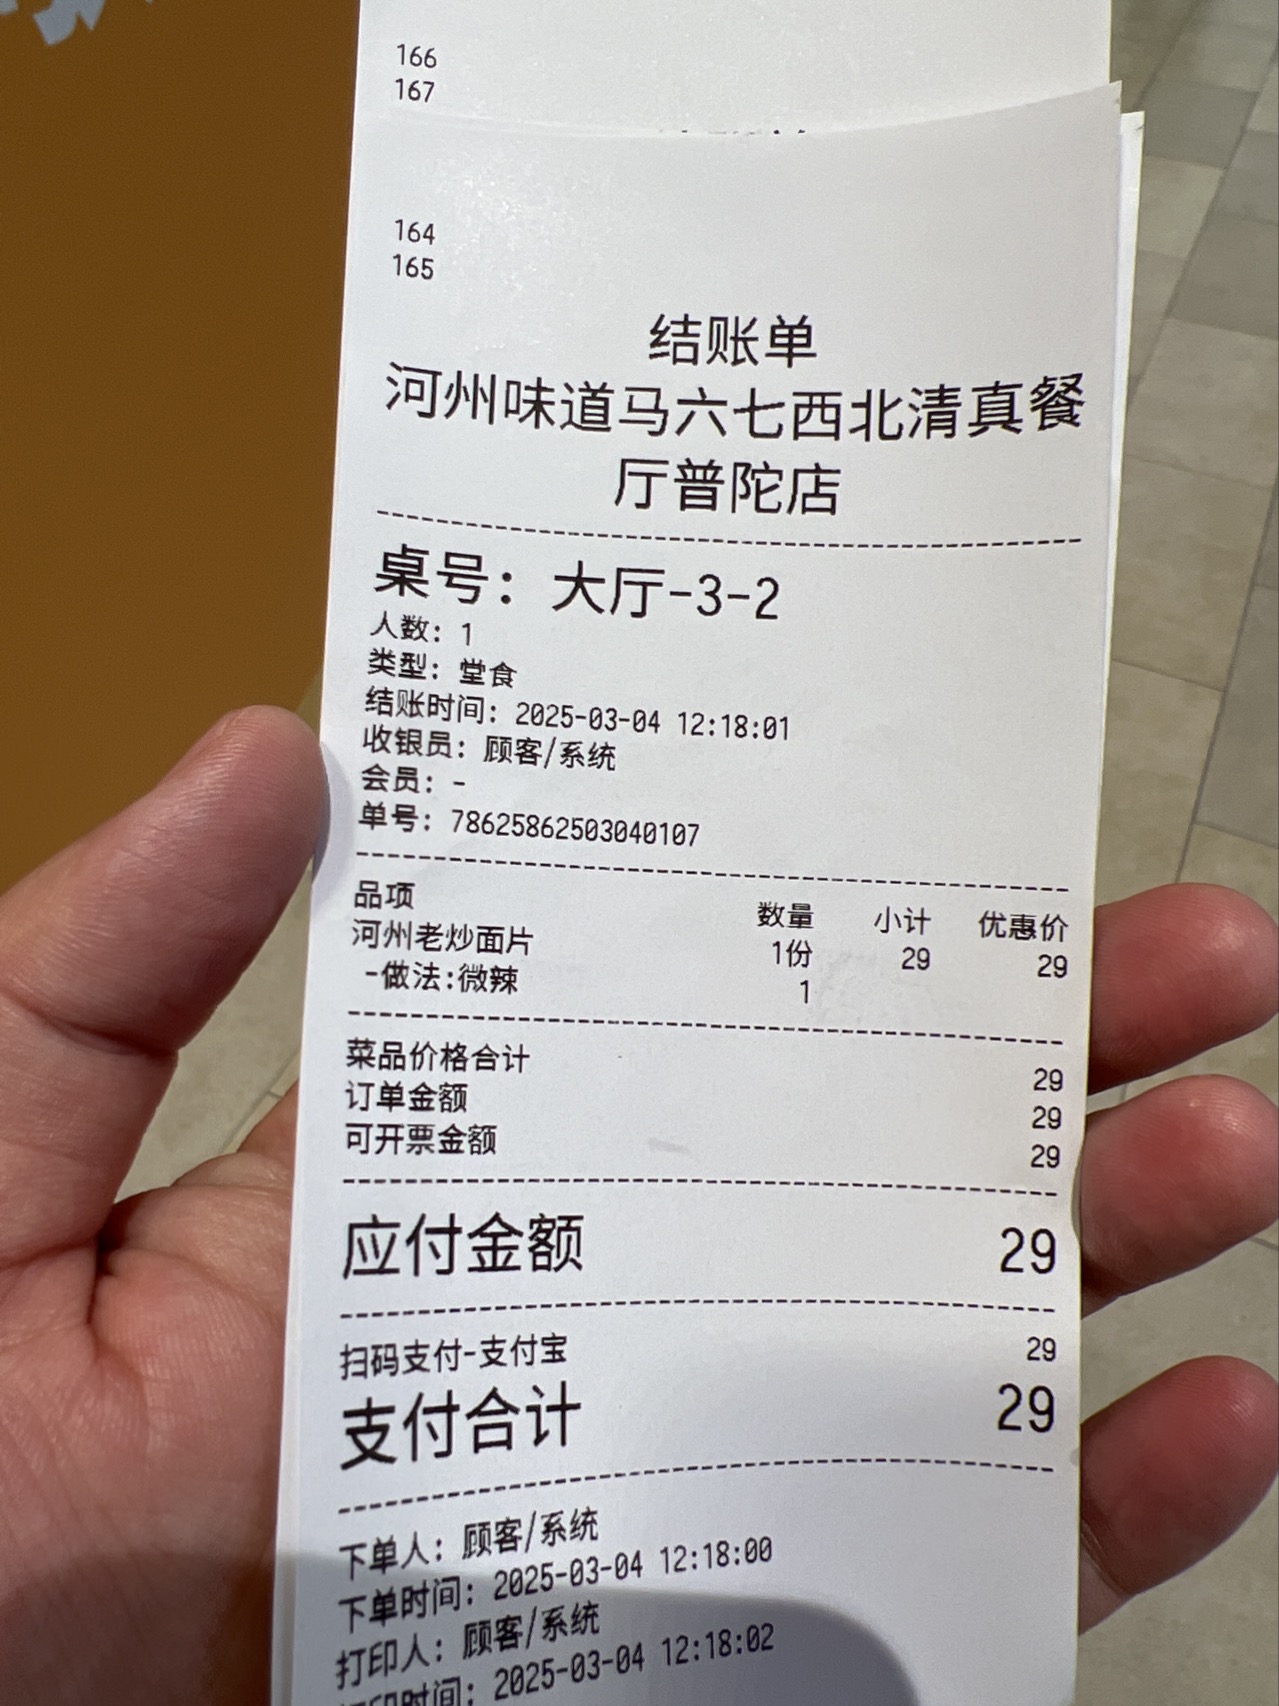 166
167
164
165
结账单
河州味道马六七西北清真餐
厅普陀店
桌号：大厅-3-2
人数：1
类型：堂食
结账时间：2025-03-04 12:18:01
收银员：顾客/系统
会员：-
单号：78625862503040107
品项 数量 小计 优惠价
河州老炒面片 1份 29 29
-做法:微辣 1
菜品价格合计 29
订单金额 29
可开票金额 29
应付金额 29
扫码支付-支付宝 29
支付合计 29
下单人：顾客/系统
下单时间：2025-03-04 12:18:00
打印人：顾客/系统
打印时间：2025-03-04 12:18:02